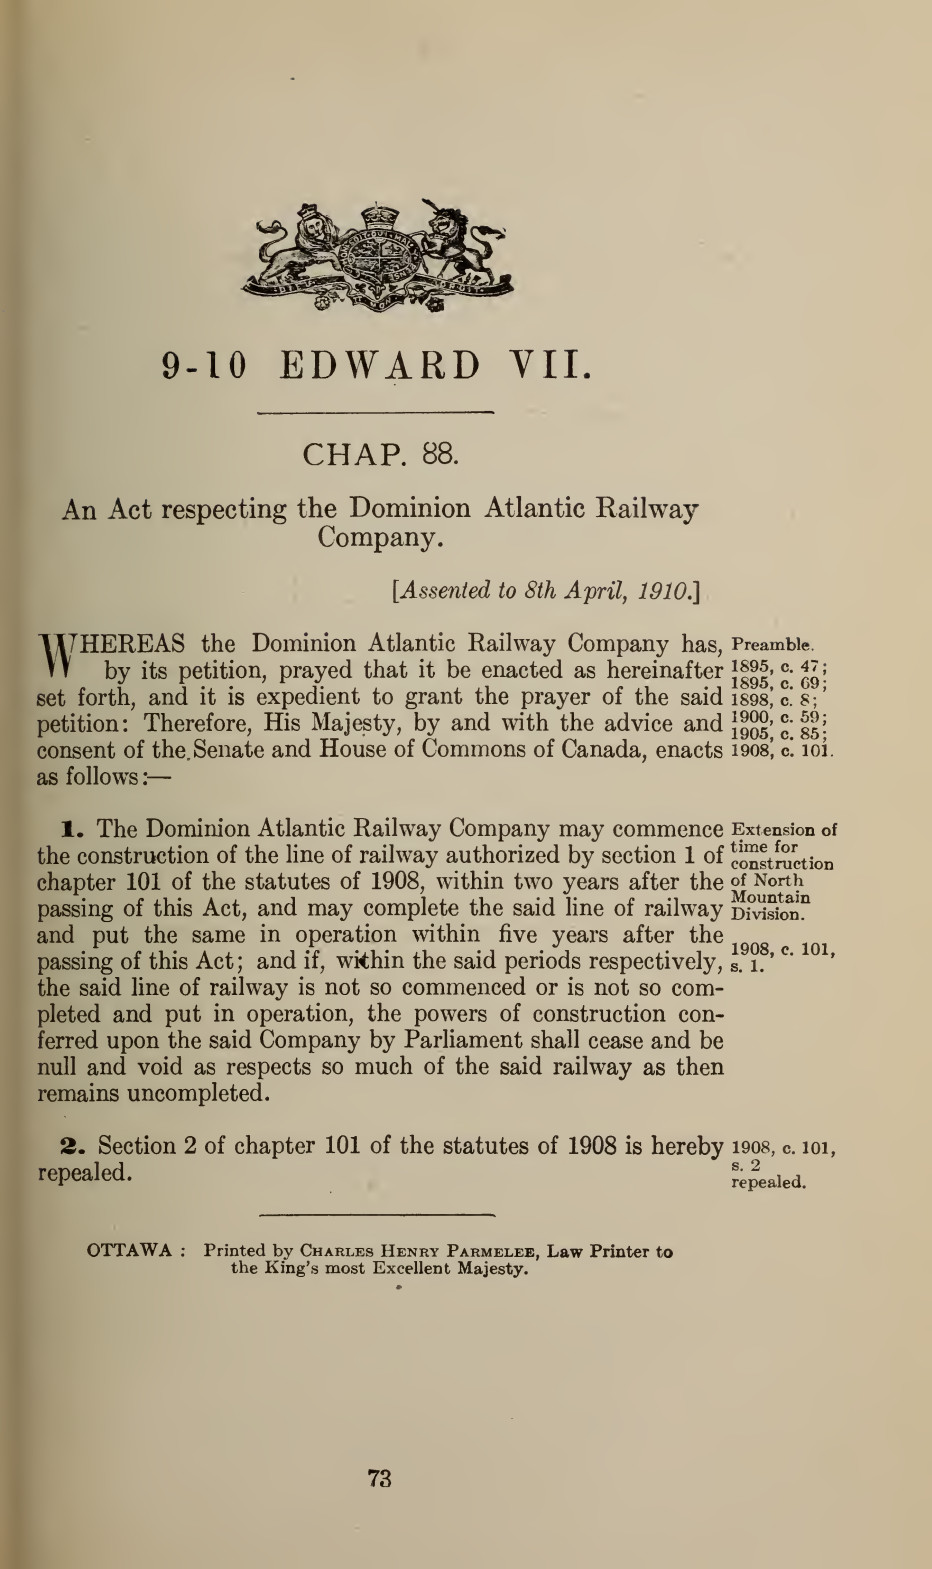 9-10 EDWARD VII.
CHAP. 88.
An Act respecting the Dominion Atlantic Railway
Company.
[Assented to 8th April, 1910.]
WHEREAS the Dominion Atlantic Railway Company has,
by its petition, prayed that it be enacted as hereinafter
set forth, and it is expedient to grant the prayer of the said
petition: Therefore, His Majesty, by and with the advice and
consent of the Senate and House of Commons of Canada, enacts
as follows:—
Preamble.
1895, c. 47;
1895, c. 69;
1898, c. 8;
1900, c. 59;
1905, c. 85;
1908, c. 101.
1. The Dominion Atlantic Railway Company may commence
the construction of the line of railway authorized by section 1 of
chapter 101 of the statutes of 1908, within two years after the
passing of this Act, and may complete the said line of railway
and put the same in operation within five years after the
passing of this Act; and if, within the said periods respectively,
the said line of railway is not so commenced or is not so com-
pleted and put in operation, the powers of construction con-
ferred upon the said Company by Parliament shall cease and be
null and void as respects so much of the said railway as then
remains uncompleted.
Extension of
time for
construction
of North
Mountain
Division.
1908, c. 101,
s. 1.
2. Section 2 of chapter 101 of the statutes of 1908 is hereby
repealed.
1908, c. 101,
s. 2
repealed.
OTTAWA : Printed by CHARLES HENRY PARMELEE, Law Printer to
the King's most Excellent Majesty.
73